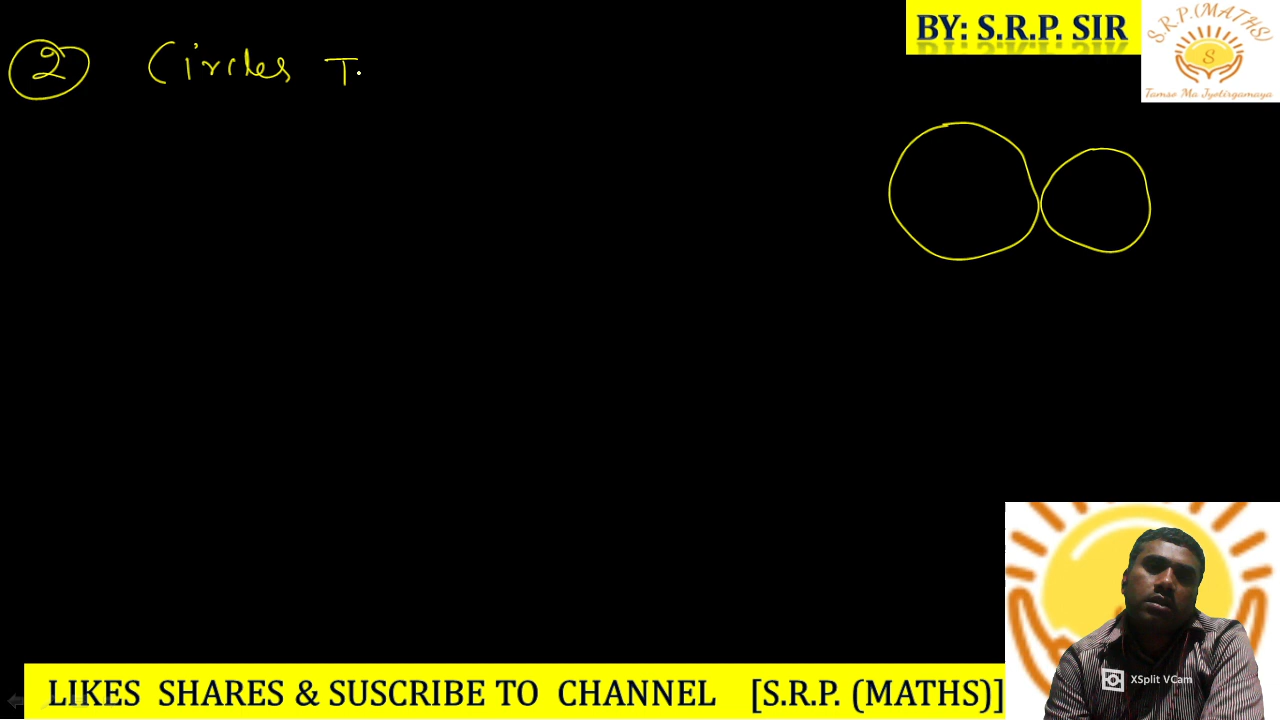 BY: S.R.P. SIR
S.R.P.(MATHS)
S
Tamso Ma Jyotirgamaya
2 Circles T
XSplit VCam
LIKES SHARES & SUSCRIBE TO CHANNEL [S.R.P. (MATHS)]